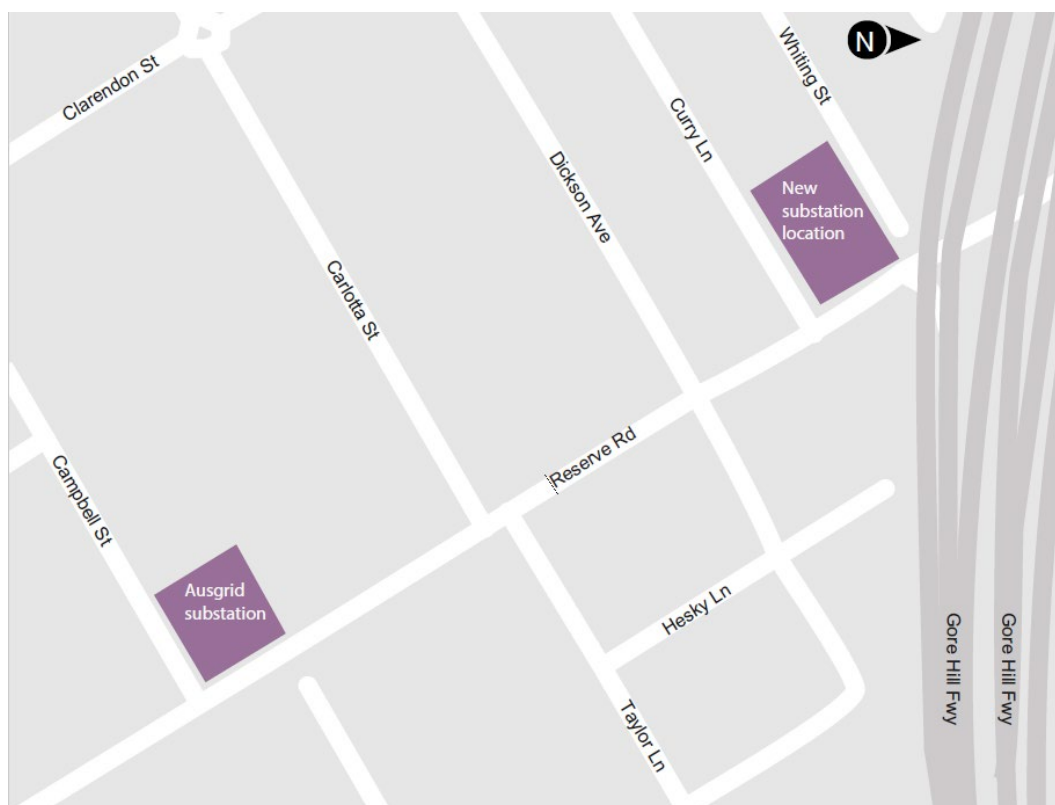 N
Clarendon St
Whiting St
Curry Ln
Dickson Ave
New
substation
location
Carlotta St
Reserve Rd
Campbell St
Ausgrid
substation
Hesky Ln
Gore Hill Fwy
Gore Hill Fwy
Taylor Ln